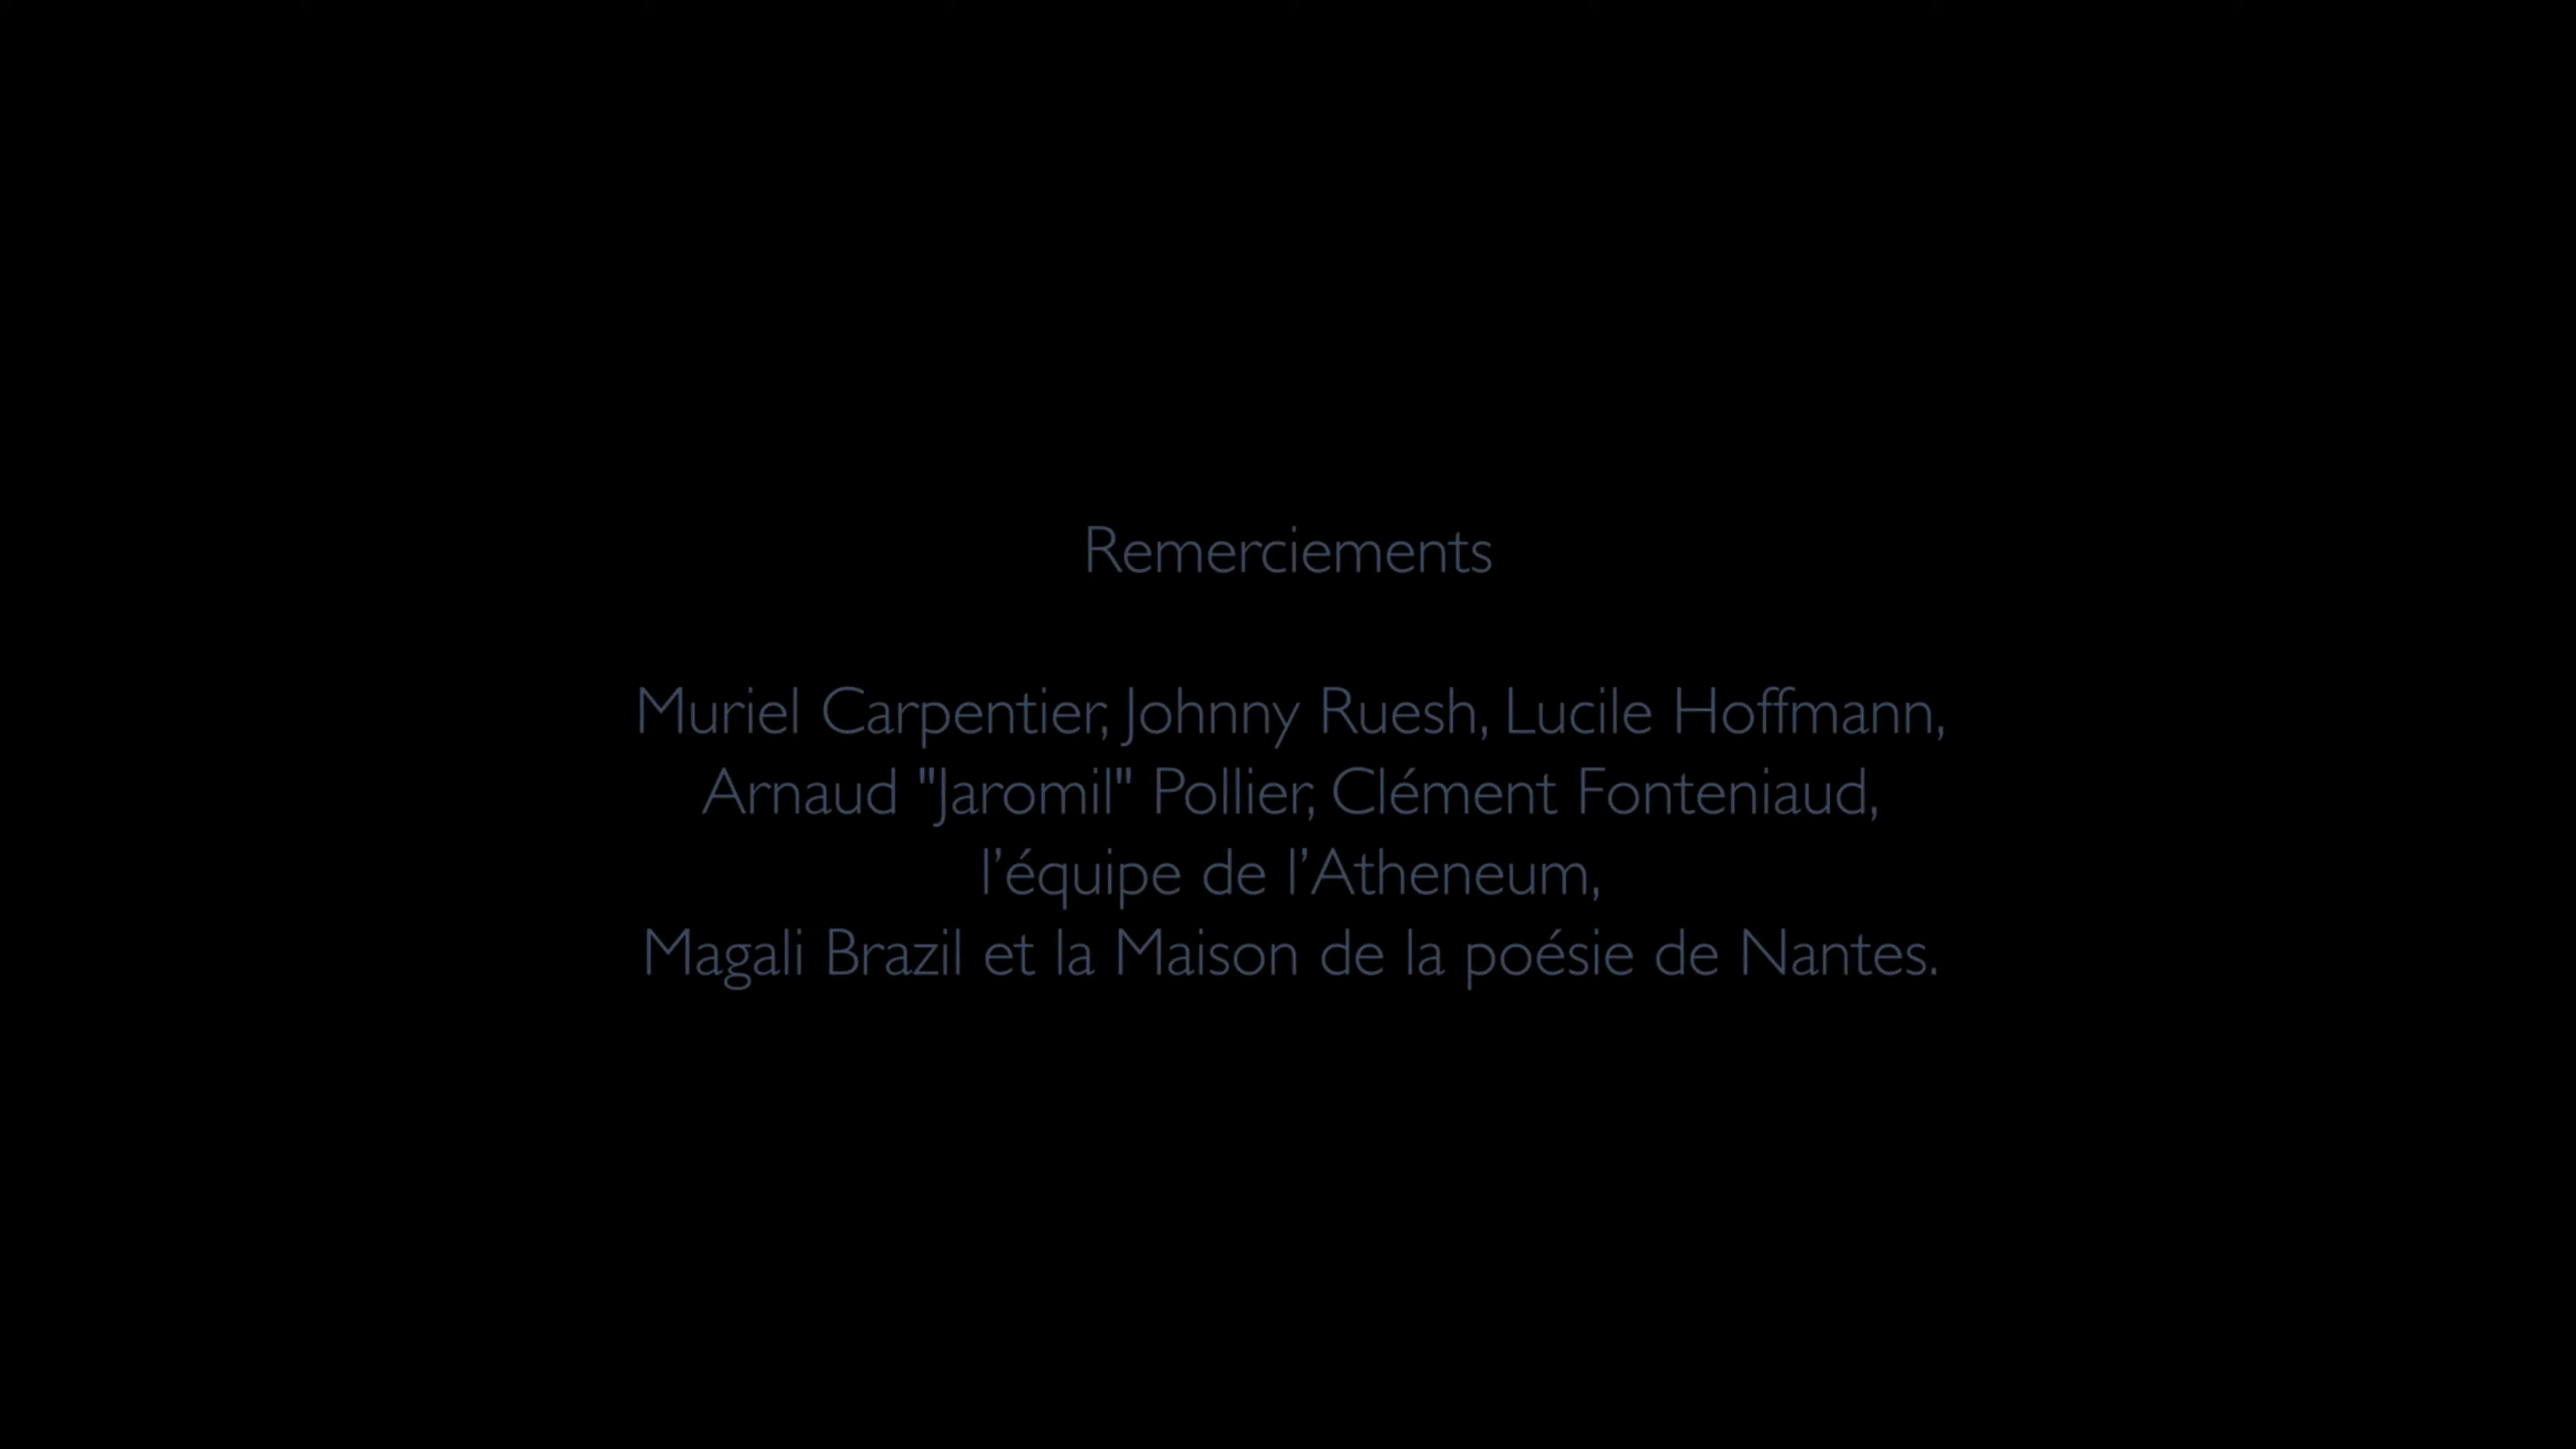 Remerciements
Muriel Carpentier, Johnny Ruesh, Lucile Hoffmann,
Arnaud "Jaromil" Pollier, Clément Fonteniaud,
l’équipe de l’Atheneum,
Magali Brazil et la Maison de la poésie de Nantes.